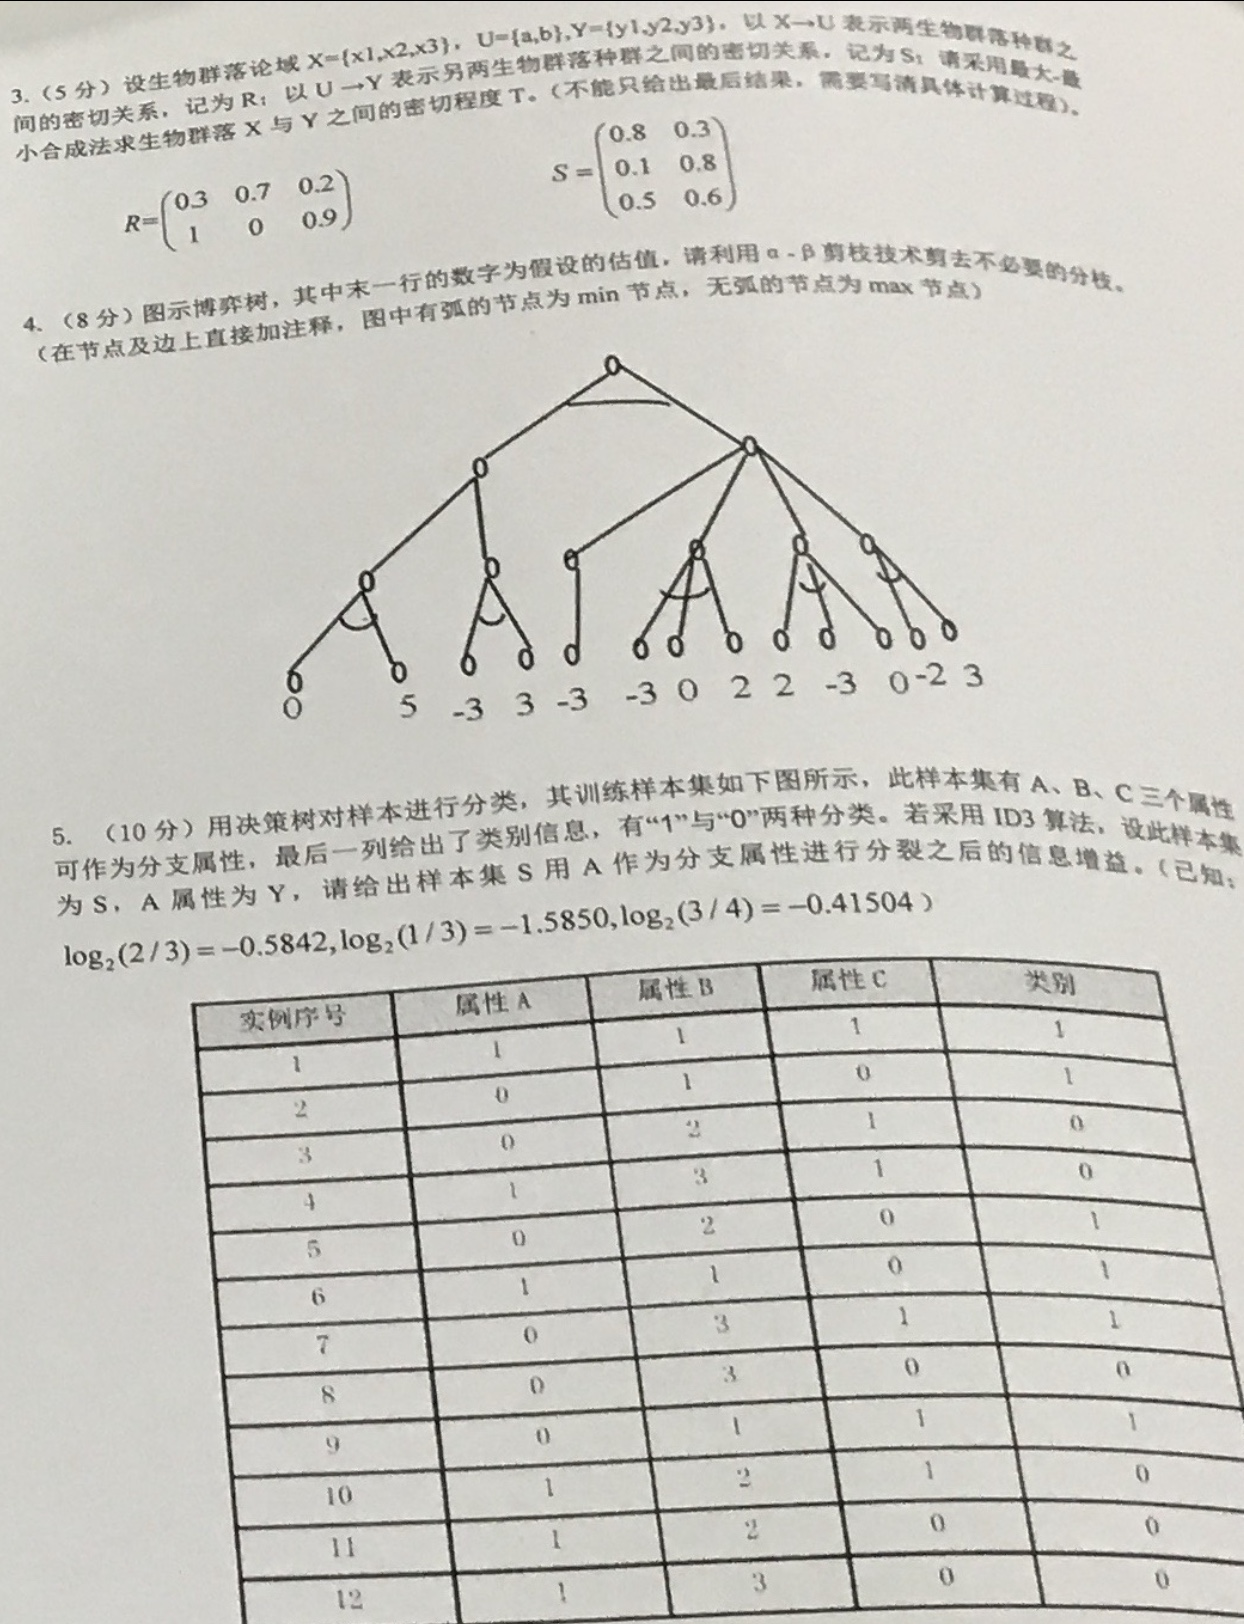 3.（5 分）设生物群落论域 X={x1,x2,x3}，U={a,b},Y={y1,y2,y3}，以 X→U 表示两生物群落种群之
间的密切关系，记为 R；以 U→Y 表示另两生物群落种群之间的密切关系，记为 S；请采用最大-最
小合成法求生物群落 X 与 Y 之间的密切程度 T。（不能只给出最后结果，需要写清具体计算过程）。
R=(0.3 0.7 0.2
1 0 0.9)
S=(0.8 0.3
0.1 0.8
0.5 0.6)
4.（8 分）图示博弈树，其中末一行的数字为假设的估值，请利用 α-β 剪枝技术剪去不必要的分枝。
（在节点及边上直接加注释，图中有弧的节点为 min 节点，无弧的节点为 max 节点）
0 5 -3 3 -3 -3 0 2 2 -3 0 -2 3
5.（10 分）用决策树对样本进行分类，其训练样本集如下图所示，此样本集有 A、B、C 三个属性
可作为分支属性，最后一列给出了类别信息，有“1”与“0”两种分类。若采用 ID3 算法，设此样本集
为 S，A 属性为 Y，请给出样本集 S 用 A 作为分支属性进行分裂之后的信息增益。（已知：
log₂(2/3)=-0.5842,log₂(1/3)=-1.5850,log₂(3/4)=-0.41504）
实例序号 属性 A 属性 B 属性 C 类别
1 1 1 1 1
2 0 1 0 1
3 0 2 1 0
4 1 3 1 0
5 0 2 0 1
6 1 1 0 1
7 0 3 1 1
8 0 3 0 0
9 0 1 1 1
10 1 2 1 0
11 1 2 0 0
12 1 3 0 0